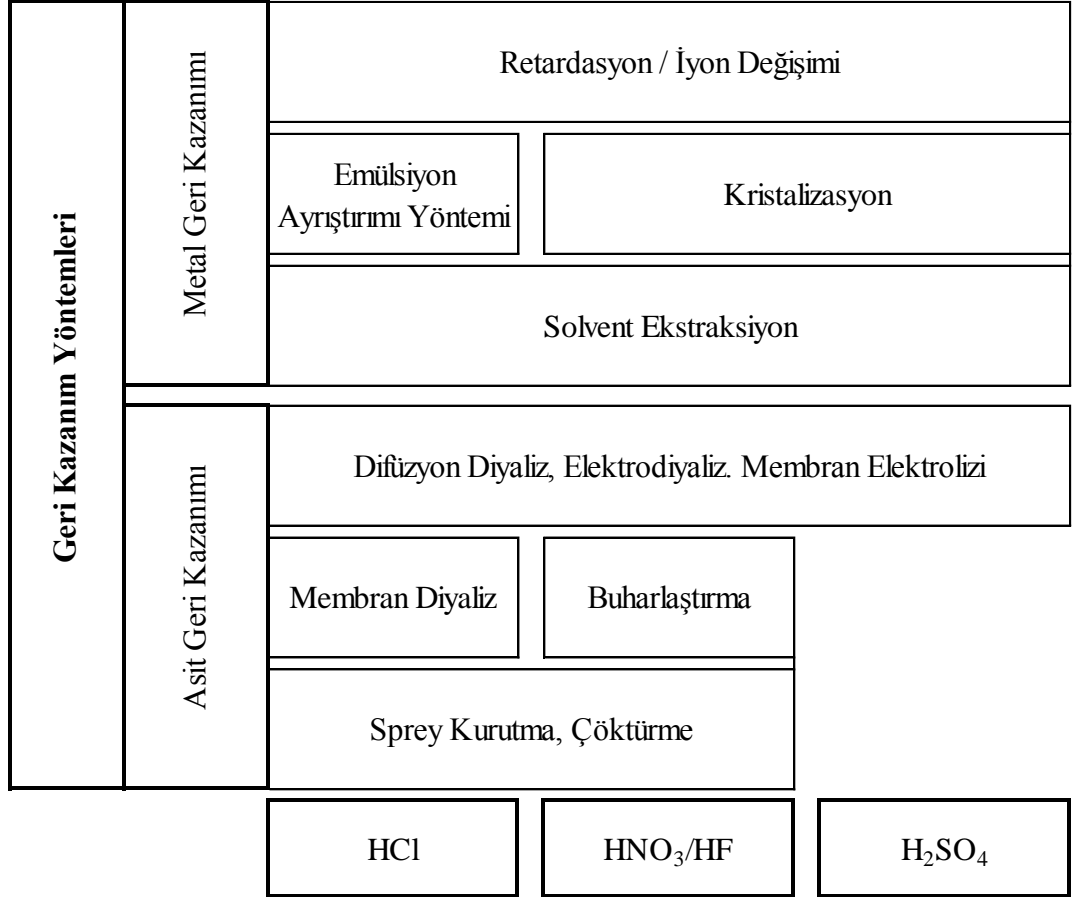 Geri Kazanım Yöntemleri
Metal Geri Kazanımı
Retardasyon / İyon Değişimi
Emülsiyon
Ayrıştırımı Yöntemi
Kristalizasyon
Solvent Ekstraksiyon
Asit Geri Kazanımı
Difüzyon Diyaliz, Elektrodiyaliz. Membran Elektrolizi
Membran Diyaliz
Buharlaştırma
Sprey Kurutma, Çöktürme
HCl
HNO₃/HF
H₂SO₄